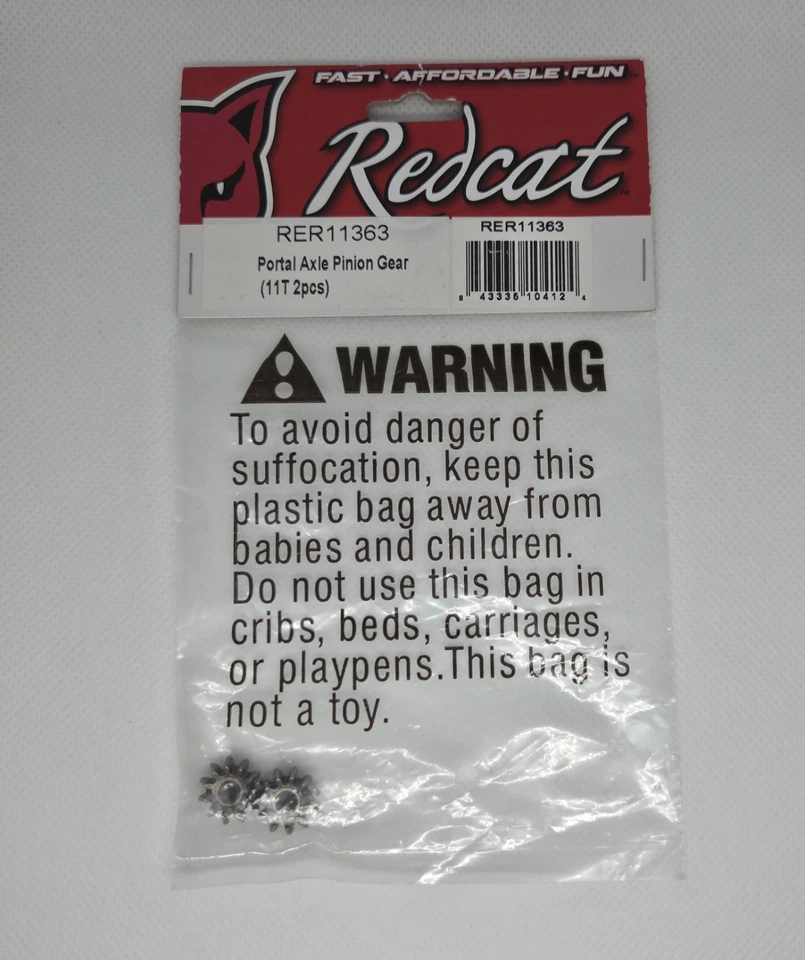 FAST · AFFORDABLE · FUN™
Redcat™
RER11363
Portal Axle Pinion Gear
(11T 2pcs)
RER11363
8 43335 10412 4
WARNING
To avoid danger of
suffocation, keep this
plastic bag away from
babies and children.
Do not use this bag in
cribs, beds, carriages,
or playpens.This bag is
not a toy.